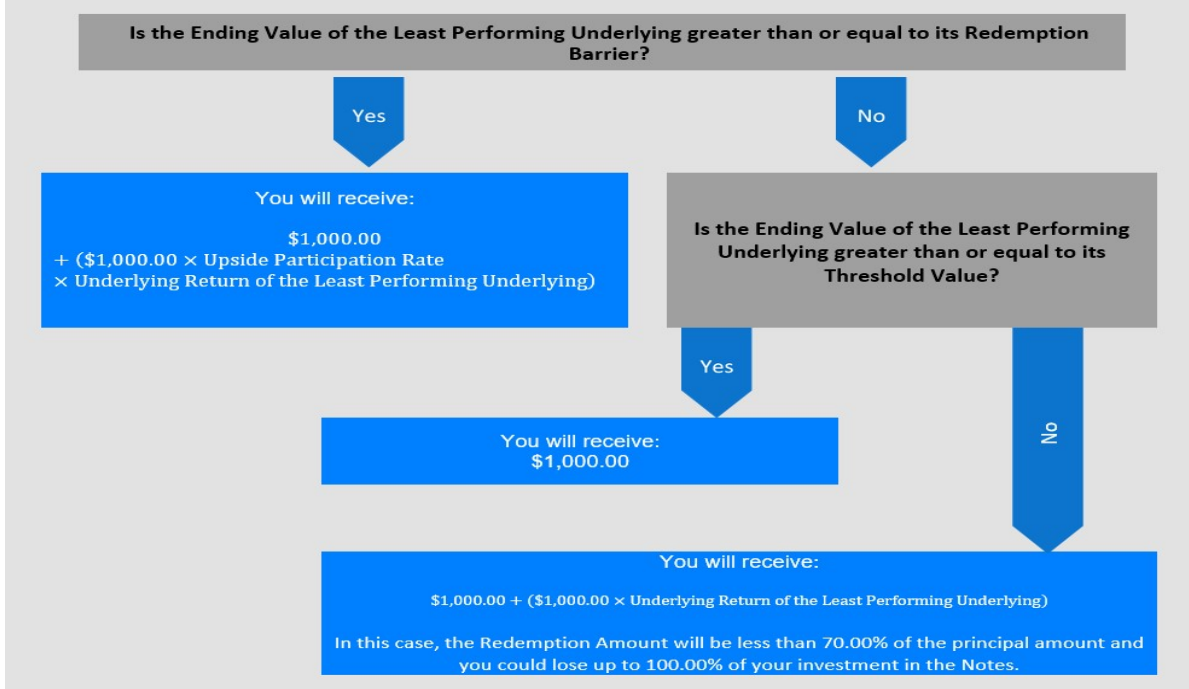 Is the Ending Value of the Least Performing Underlying greater than or equal to its Redemption
Barrier?
Yes
No
You will receive:
$1,000.00
+ ($1,000.00 × Upside Participation Rate
× Underlying Return of the Least Performing Underlying)
Is the Ending Value of the Least Performing
Underlying greater than or equal to its
Threshold Value?
Yes
No
You will receive:
$1,000.00
You will receive:
$1,000.00 + ($1,000.00 × Underlying Return of the Least Performing Underlying)
In this case, the Redemption Amount will be less than 70.00% of the principal amount and
you could lose up to 100.00% of your investment in the Notes.